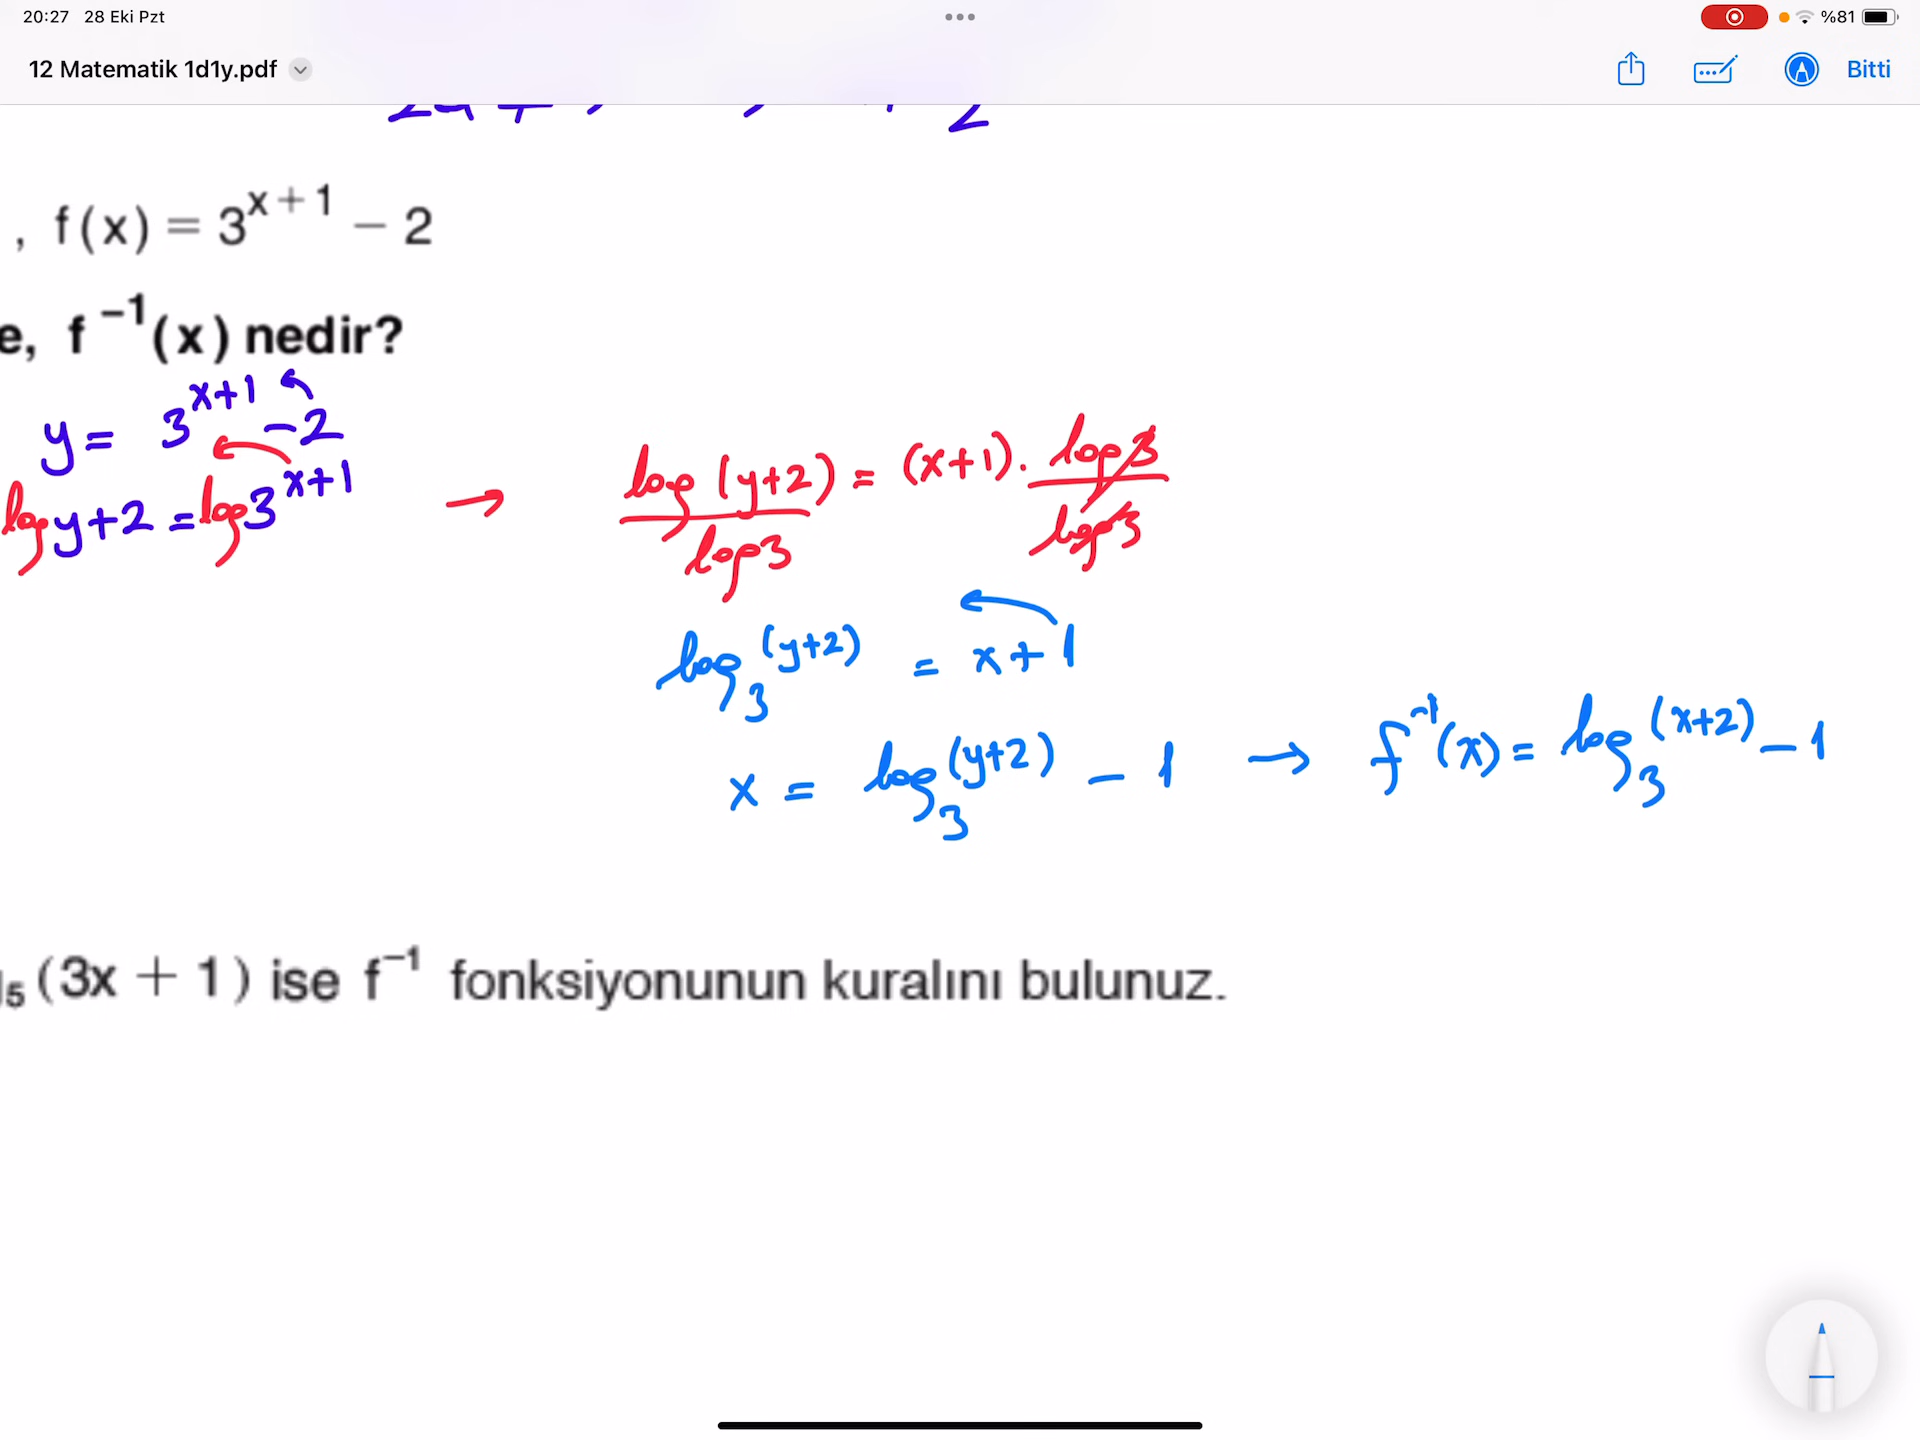 20:27 28 Eki Pzt
%81
12 Matematik 1d1y.pdf
Bitti
, f(x) = 3^x+1 − 2
e, f^−1(x) nedir?
y = 3^x+1 −2
log y+2 = log 3^x+1 → log (y+2) / log3 = (x+1) . log3 / log3
log_3 (y+2) = x+1
x = log_3 (y+2) − 1 → f^-1(x) = log_3 (x+2) − 1
5 (3x + 1) ise f^−1 fonksiyonunun kuralını bulunuz.